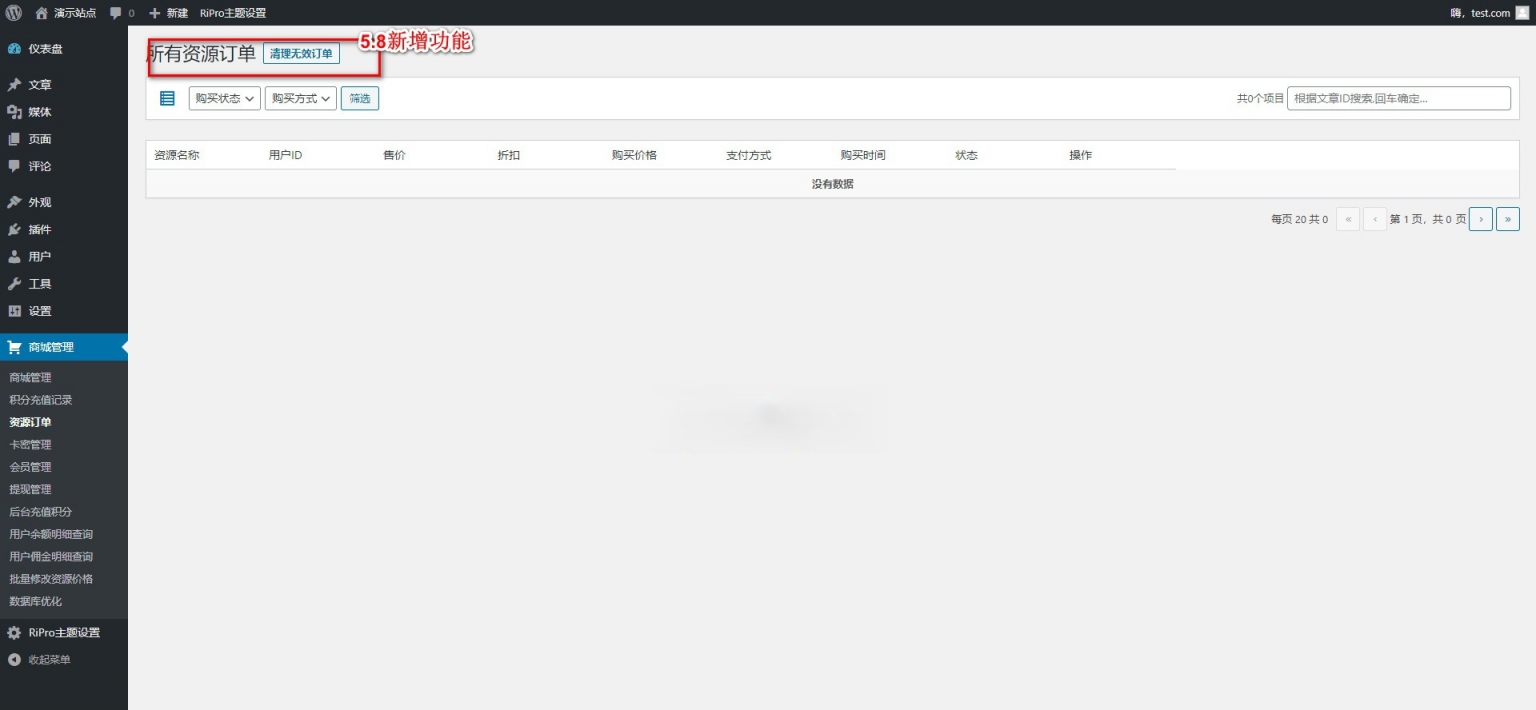 演示站点 0 新建 RiPro主题设置 嗨，test.com
仪表盘
文章
媒体
页面
评论
外观
插件
用户
工具
设置
商城管理
商城管理
积分充值记录
资源订单
卡密管理
会员管理
提现管理
后台充值积分
用户余额明细查询
用户佣金明细查询
批量修改资源价格
数据库优化
RiPro主题设置
收起菜单
5.8新增功能
所有资源订单 清理无效订单
购买状态 购买方式 筛选 共0个项目 根据文章ID搜索,回车确定...
资源名称 用户ID 售价 折扣 购买价格 支付方式 购买时间 状态 操作
没有数据
每页 20 共 0 « ‹ 第 1 页，共 0 页 › »